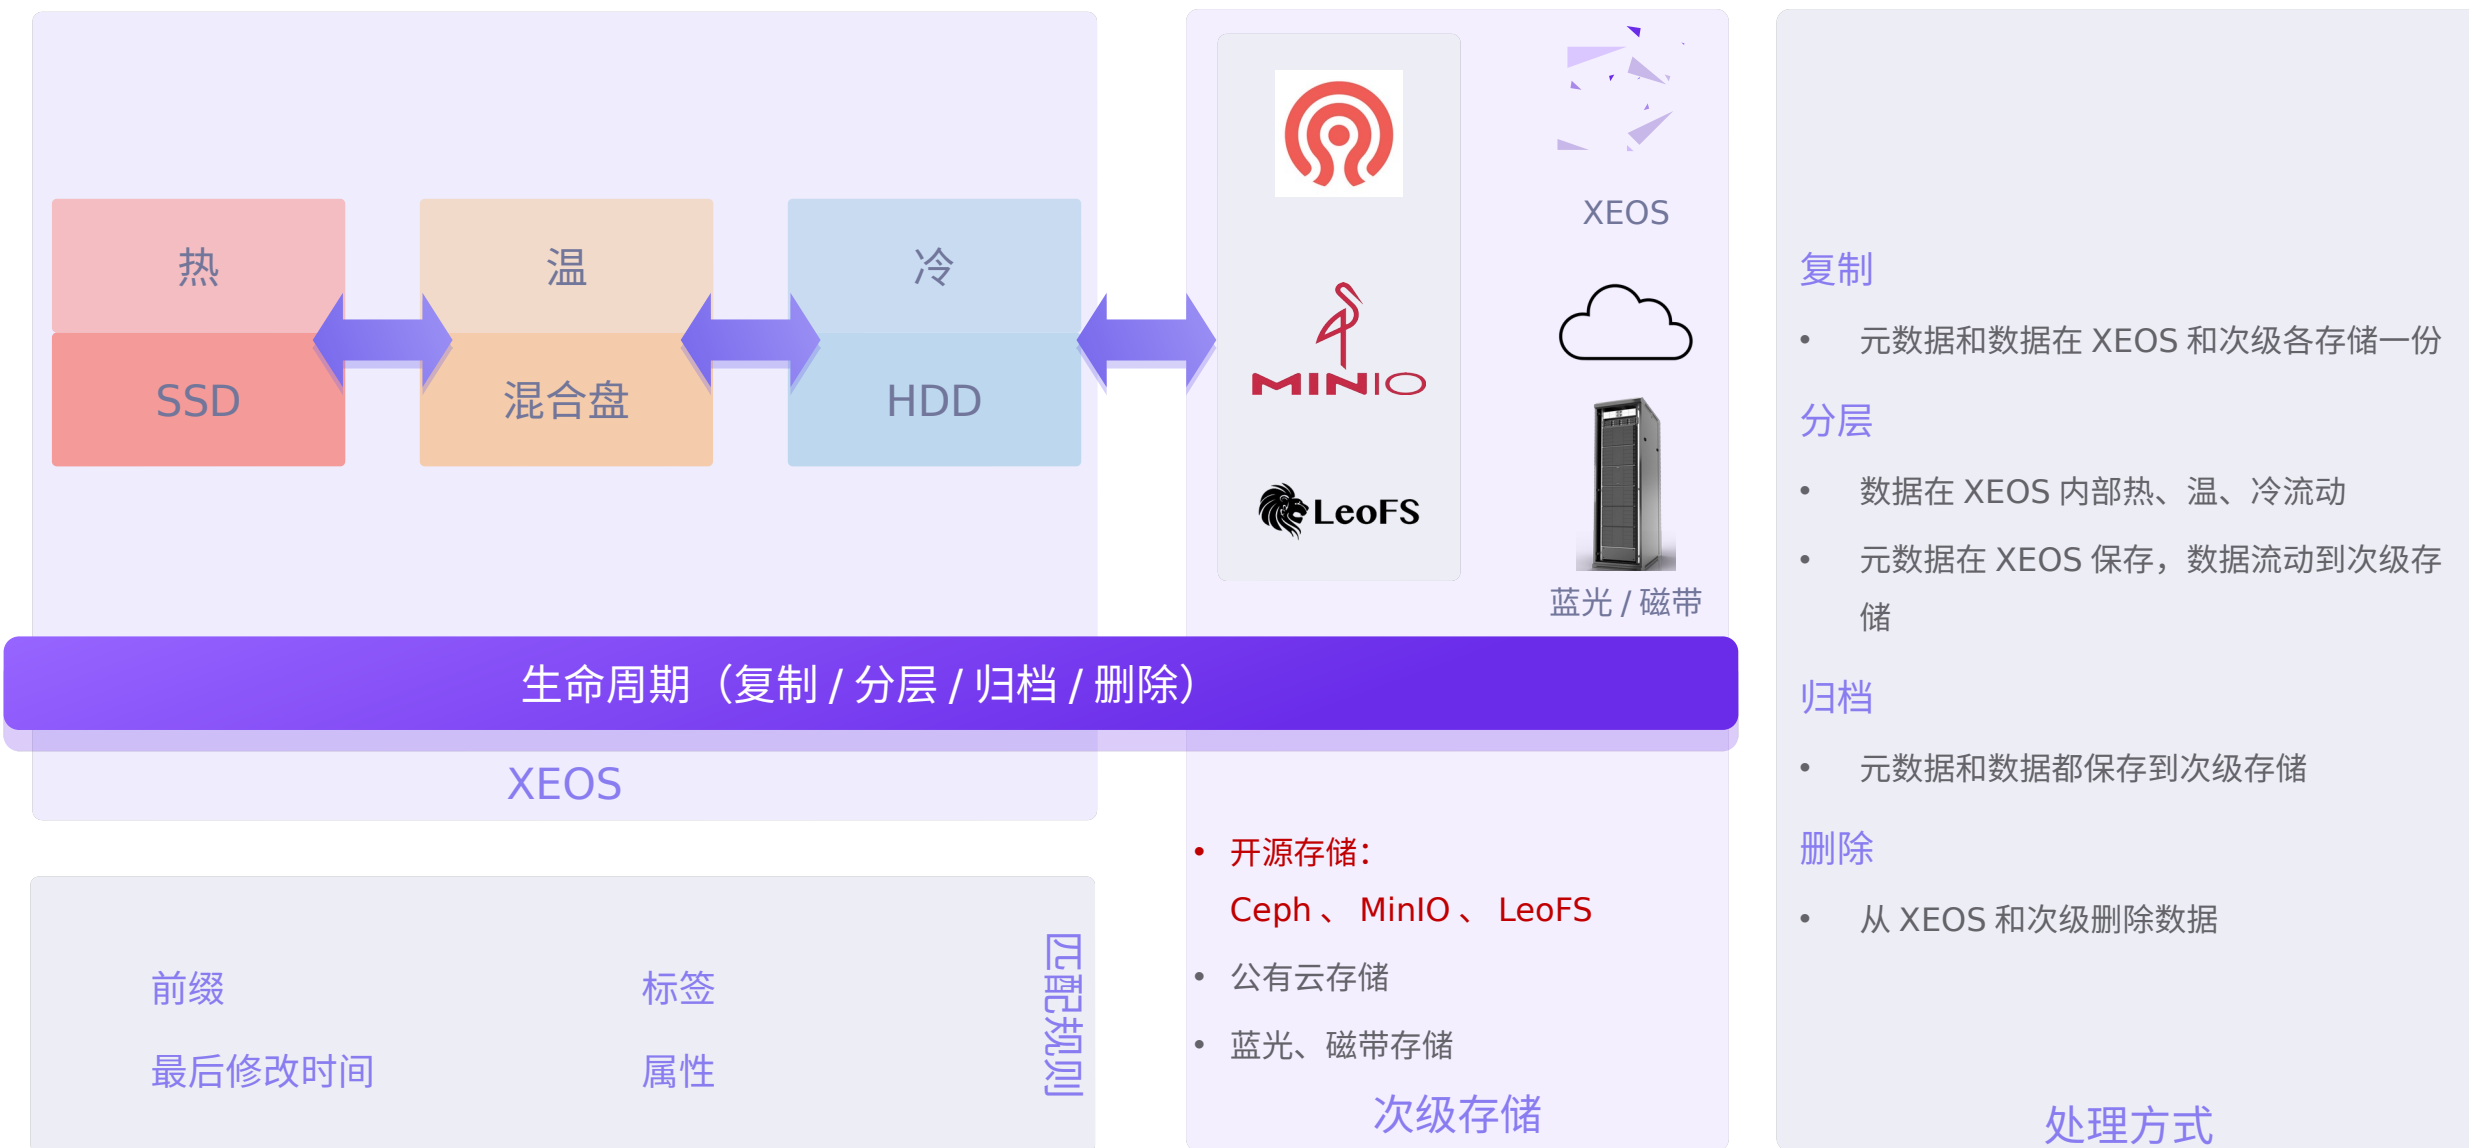 热
温
冷
SSD
混合盘
HDD
XEOS
MINIO
LeoFS
蓝光 / 磁带
生命周期（复制 / 分层 / 归档 / 删除）
XEOS
前缀
标签
最后修改时间
属性
匹配规则
• 开源存储：
Ceph 、 MinIO 、 LeoFS
• 公有云存储
• 蓝光、磁带存储
次级存储
复制
• 元数据和数据在 XEOS 和次级各存储一份
分层
• 数据在 XEOS 内部热、温、冷流动
• 元数据在 XEOS 保存，数据流动到次级存
储
归档
• 元数据和数据都保存到次级存储
删除
• 从 XEOS 和次级删除数据
处理方式